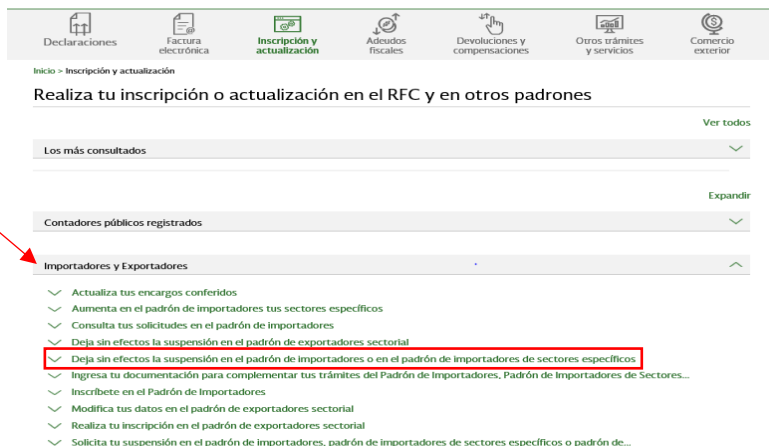 Declaraciones
Factura
electrónica
Inscripción y
actualización
Adeudos
fiscales
Devoluciones y
compensaciones
Otros trámites
y servicios
Comercio
exterior
Inicio > Inscripción y actualización
Realiza tu inscripción o actualización en el RFC y en otros padrones
Ver todos
Los más consultados
Expandir
Contadores públicos registrados
Importadores y Exportadores
Actualiza tus encargos conferidos
Aumenta en el padrón de importadores tus sectores específicos
Consulta tus solicitudes en el padrón de importadores
Deja sin efectos la suspensión en el padrón de exportadores sectorial
Deja sin efectos la suspensión en el padrón de importadores o en el padrón de importadores de sectores específicos
Ingresa tu documentación para complementar tus trámites del Padrón de Importadores, Padrón de Importadores de Sectores...
Inscríbete en el Padrón de Importadores
Modifica tus datos en el padrón de exportadores sectorial
Realiza tu inscripción en el padrón de exportadores sectorial
Solicita tu suspensión en el padrón de importadores, padrón de importadores de sectores específicos o padrón de...